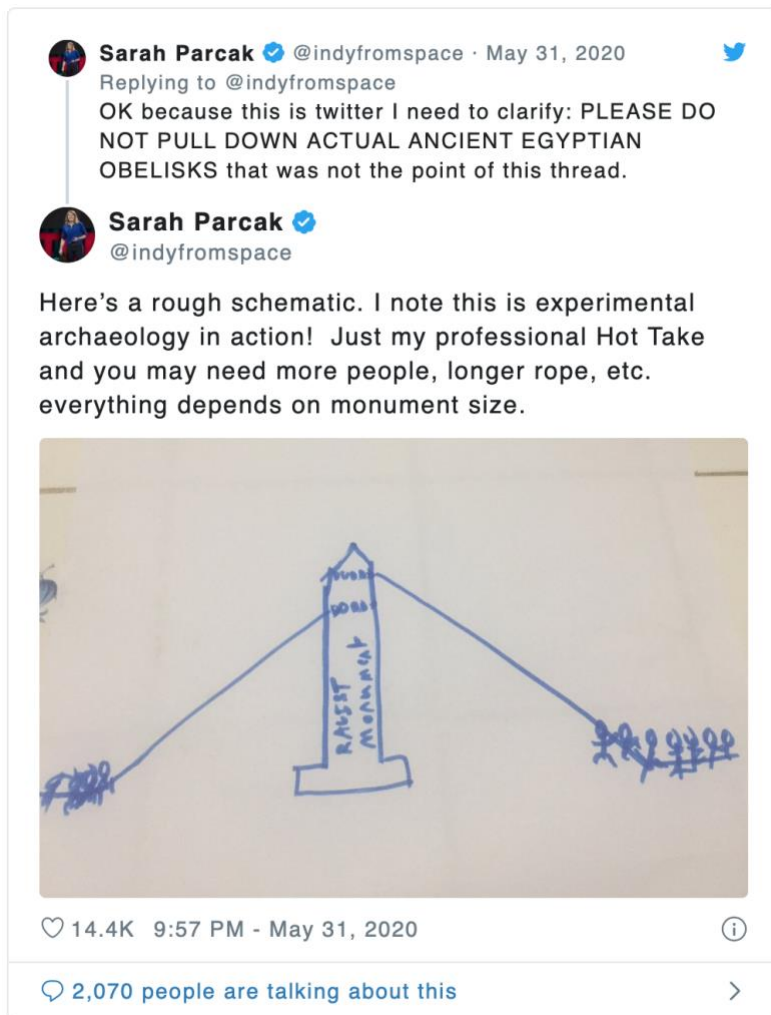 Sarah Parcak @indyfromspace · May 31, 2020
Replying to @indyfromspace
OK because this is twitter I need to clarify: PLEASE DO
NOT PULL DOWN ACTUAL ANCIENT EGYPTIAN
OBELISKS that was not the point of this thread.
Sarah Parcak
@indyfromspace
Here’s a rough schematic. I note this is experimental
archaeology in action!  Just my professional Hot Take
and you may need more people, longer rope, etc.
everything depends on monument size.
RACIST
MONUMENT
14.4K 9:57 PM - May 31, 2020
2,070 people are talking about this